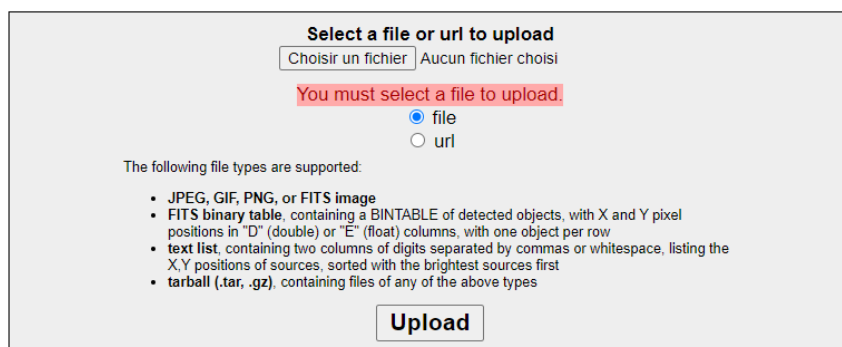 Select a file or url to upload
Choisir un fichier Aucun fichier choisi
You must select a file to upload.
file
url
The following file types are supported:
JPEG, GIF, PNG, or FITS image
FITS binary table, containing a BINTABLE of detected objects, with X and Y pixel
positions in "D" (double) or "E" (float) columns, with one object per row
text list, containing two columns of digits separated by commas or whitespace, listing the
X,Y positions of sources, sorted with the brightest sources first
tarball (.tar, .gz), containing files of any of the above types
Upload